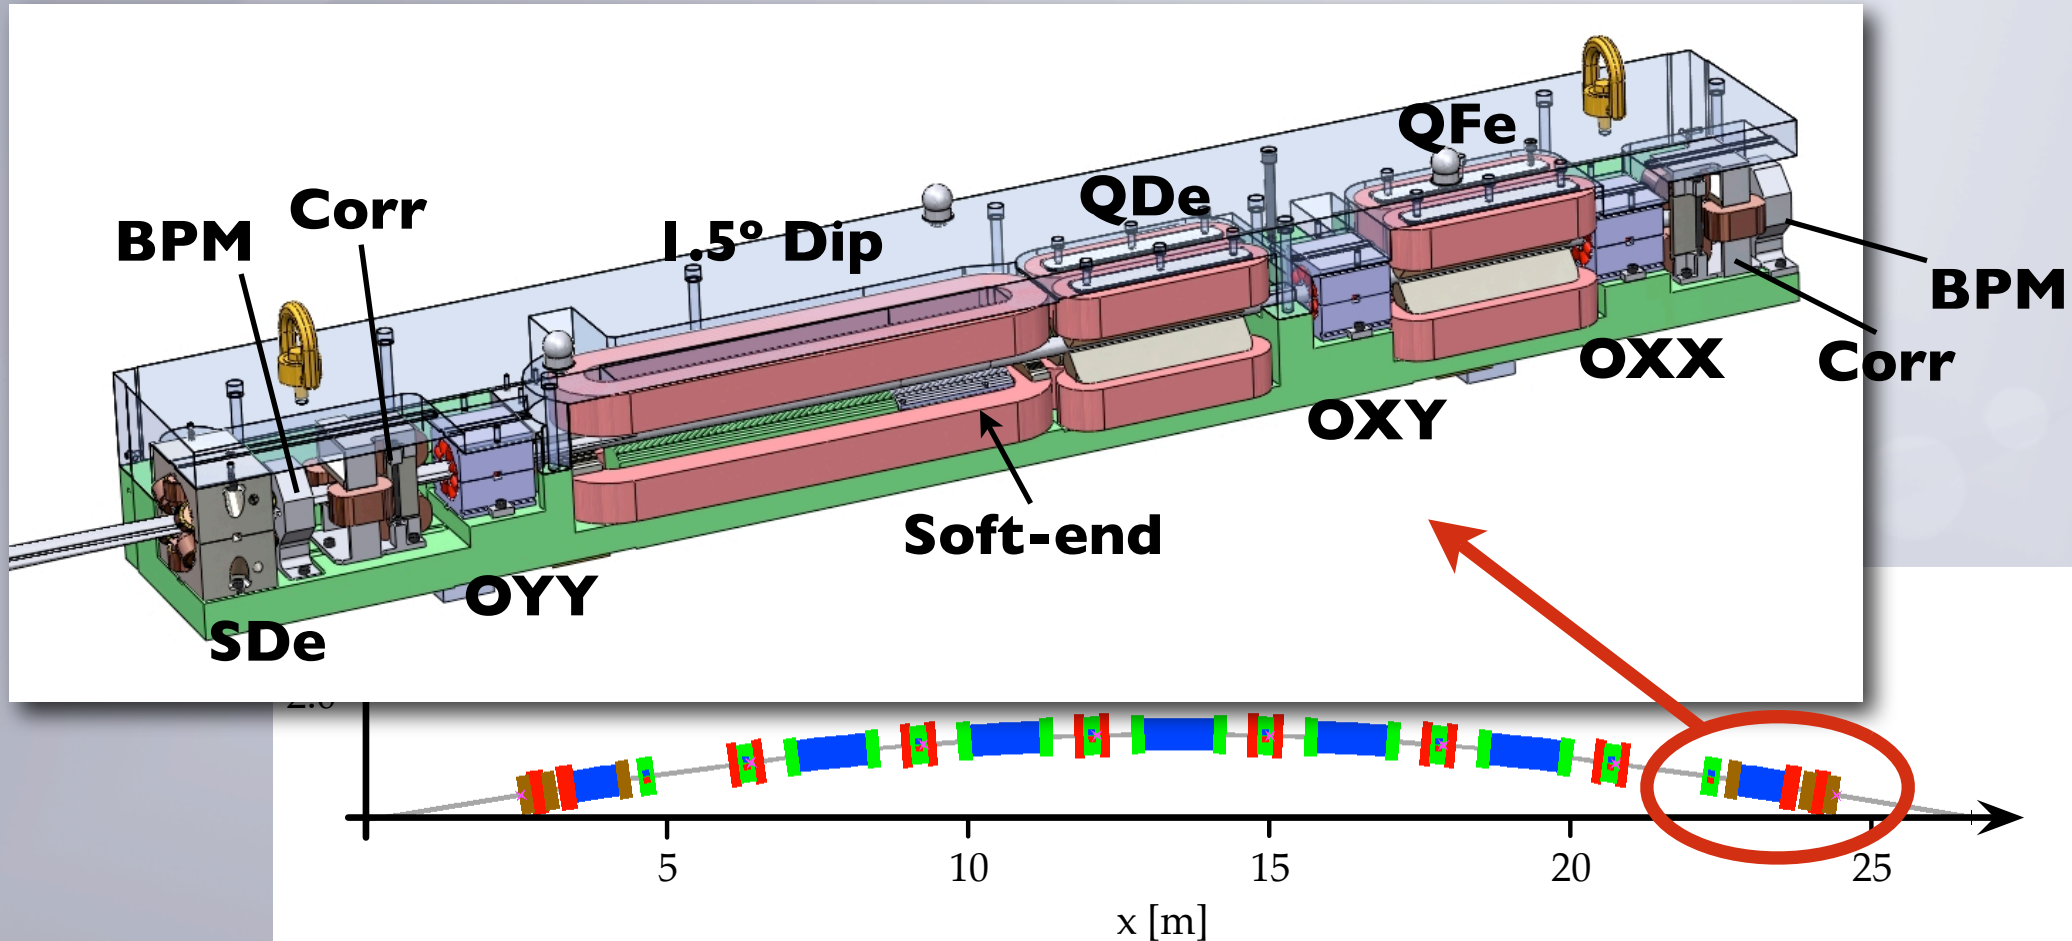 QFe
QDe
Corr
BPM
1.5º Dip
BPM
OXX
Corr
OXY
Soft-end
OYY
SDe
5
10
15
20
25
x [m]